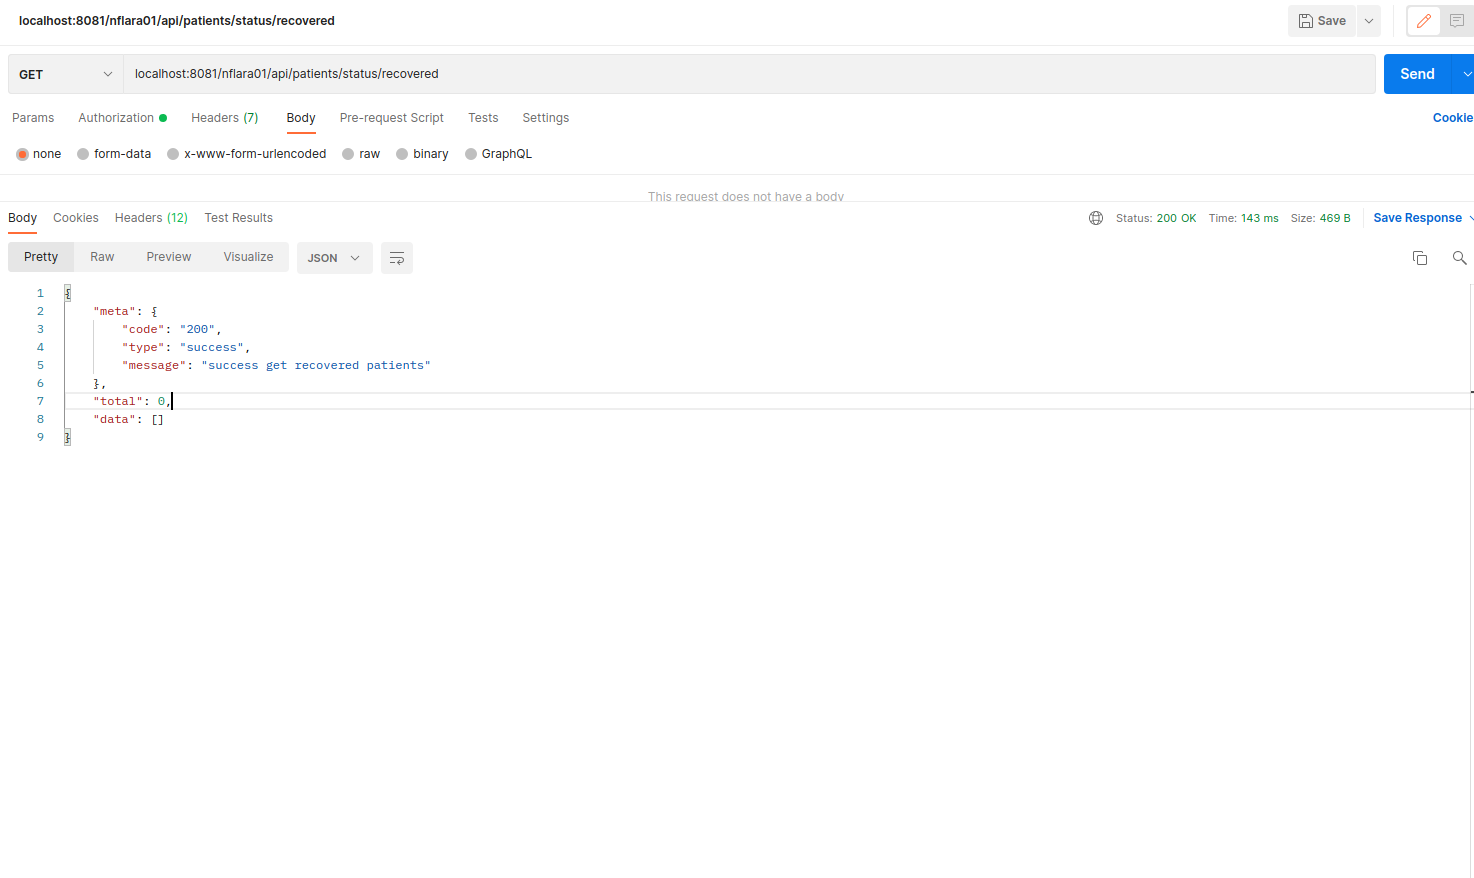 localhost:8081/nflara01/api/patients/status/recovered
Save
GET
localhost:8081/nflara01/api/patients/status/recovered
Send
Params Authorization Headers (7) Body Pre-request Script Tests Settings
Cookie
none form-data x-www-form-urlencoded raw binary GraphQL
This request does not have a body
Body Cookies Headers (12) Test Results
Status: 200 OK Time: 143 ms Size: 469 B Save Response
Pretty Raw Preview Visualize JSON
1 {
2 "meta": {
3 "code": "200",
4 "type": "success",
5 "message": "success get recovered patients"
6 },
7 "total": 0,
8 "data": []
9 }